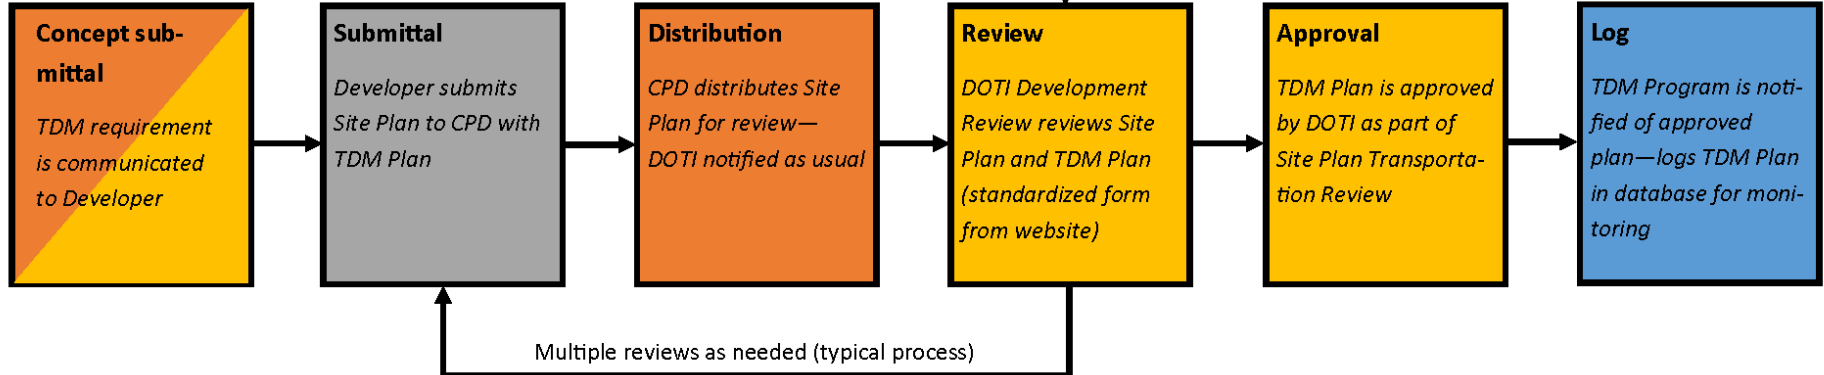 Concept sub-
mittal
TDM requirement
is communicated
to Developer
Submittal
Developer submits
Site Plan to CPD with
TDM Plan
Distribution
CPD distributes Site
Plan for review—
DOTI notified as usual
Review
DOTI Development
Review reviews Site
Plan and TDM Plan
(standardized form
from website)
Approval
TDM Plan is approved
by DOTI as part of
Site Plan Transporta-
tion Review
Log
TDM Program is noti-
fied of approved
plan—logs TDM Plan
in database for moni-
toring
Multiple reviews as needed (typical process)